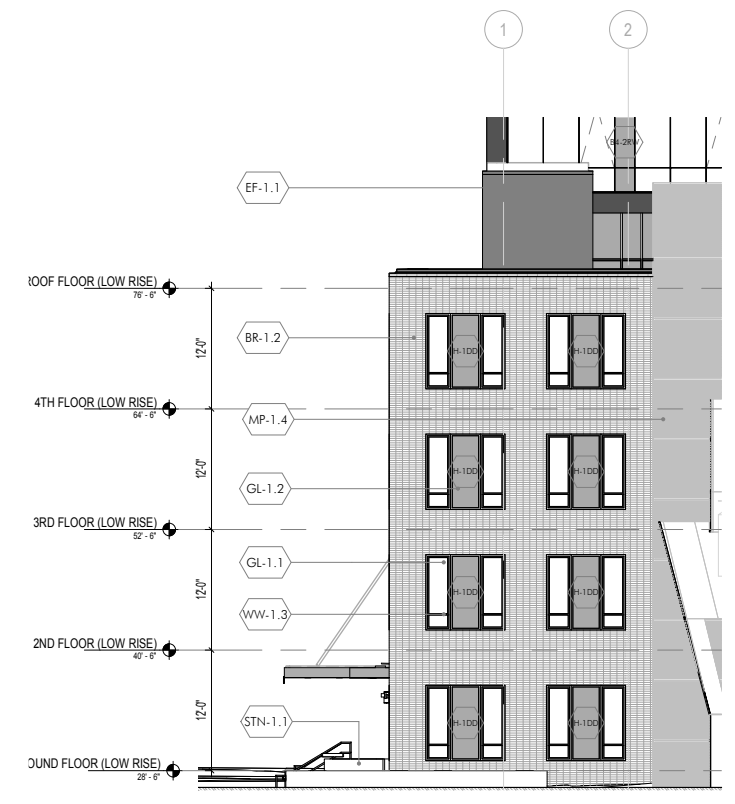 1
2
B4-2RW
EF-1.1
ROOF FLOOR (LOW RISE)
76' - 6"
12'-0"
BR-1.2
H-1DD
H-1DD
4TH FLOOR (LOW RISE)
64' - 6"
MP-1.4
12'-0"
H-1DD
H-1DD
GL-1.2
3RD FLOOR (LOW RISE)
52' - 6"
GL-1.1
12'-0"
H-1DD
H-1DD
WW-1.3
2ND FLOOR (LOW RISE)
40' - 6"
12'-0"
STN-1.1
H-1DD
H-1DD
OUND FLOOR (LOW RISE)
28' - 6"